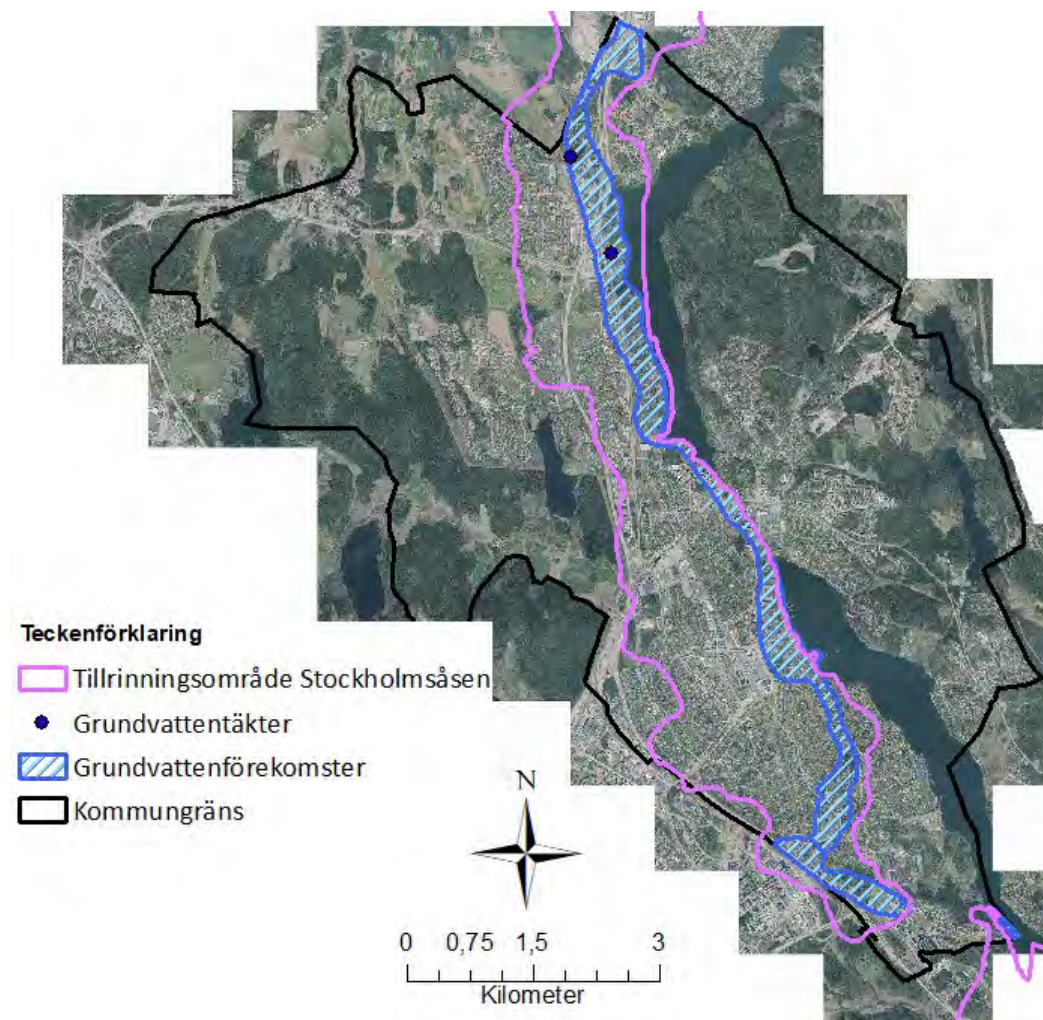 Teckenförklaring
Tillrinningsområde Stockholmsåsen
Grundvattentäkter
Grundvattenförekomster
Kommungräns
N
0 0,75 1,5 3
Kilometer